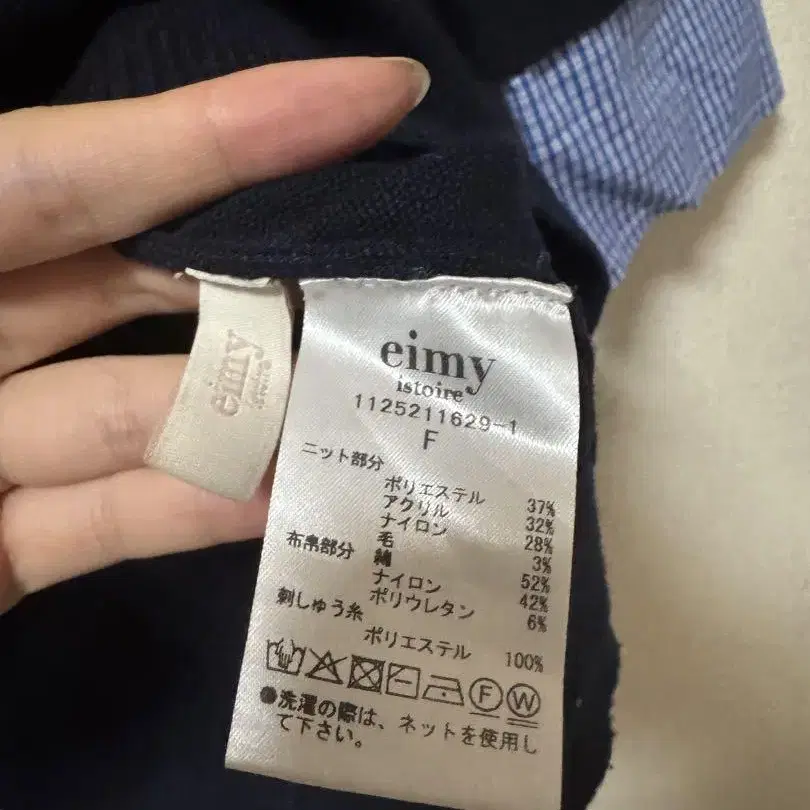 eimy
istoire
eimy
istoire
1125211629-1
F
ニット部分
ポリエステル 37%
アクリル 32%
ナイロン 28%
毛 3%
布帛部分 綿 52%
ナイロン 42%
ポリウレタン 6%
刺しゅう糸
ポリエステル 100%
F W
●洗濯の際は、ネットを使用し
て下さい。